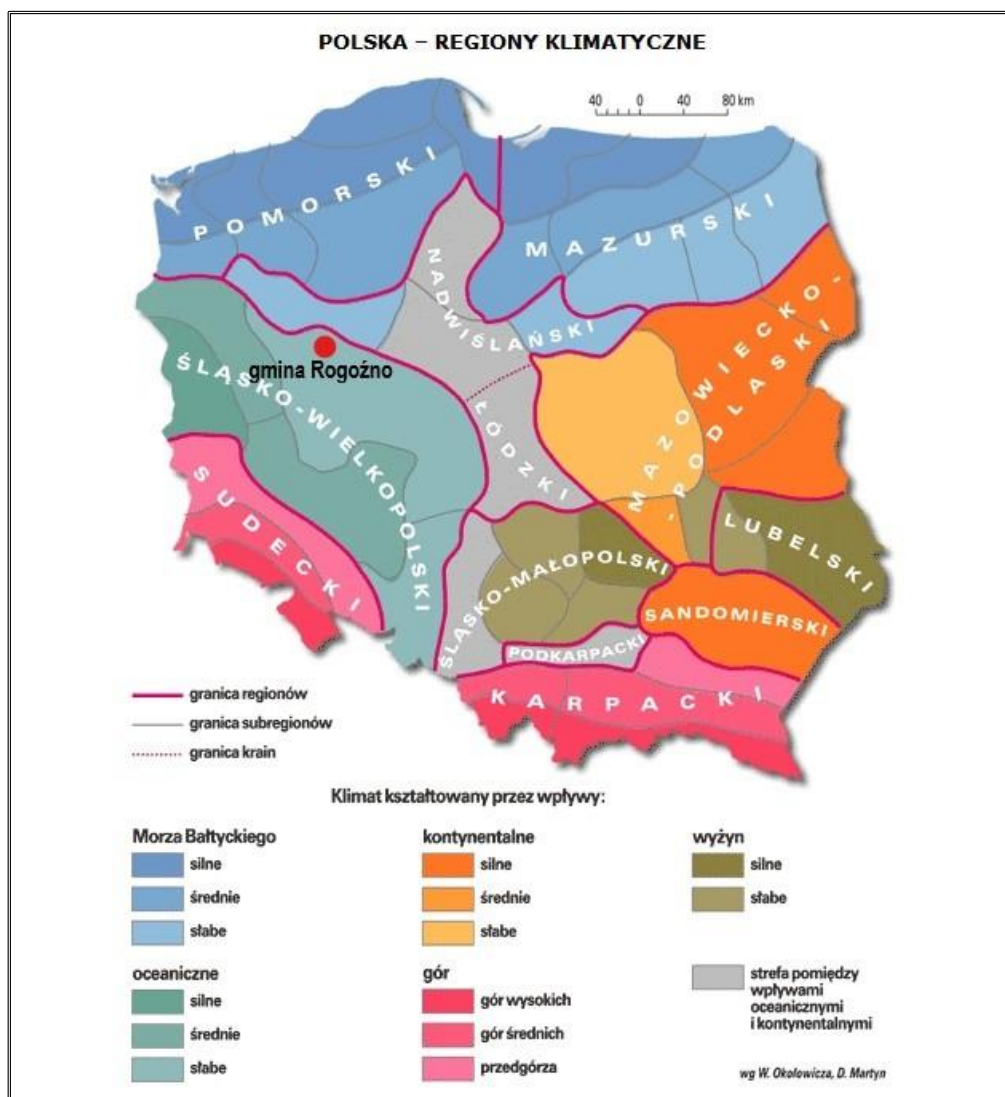 POLSKA – REGIONY KLIMATYCZNE
40 0 40 80 km
POMORSKI
MAZURSKI
NADWIŚLAŃSKI
MAZOWIECKO-
-PODLASKI
gmina Rogoźno
ŚLĄSKO-WIELKOPOLSKI
ŁÓDZKI
SUDECKI
LUBELSKI
ŚLĄSKO-MAŁOPOLSKI
SANDOMIERSKI
PODKARPACKI
KARPACKI
granica regionów
granica subregionów
granica krain
Klimat kształtowany przez wpływy:
Morza Bałtyckiego
silne
średnie
słabe
kontynentalne
silne
średnie
słabe
wyżyn
silne
słabe
oceaniczne
silne
średnie
słabe
gór
gór wysokich
gór średnich
przedgórza
strefa pomiędzy
wpływami
oceanicznymi
i kontynentalnymi
wg W. Okołowicza, D. Martyn